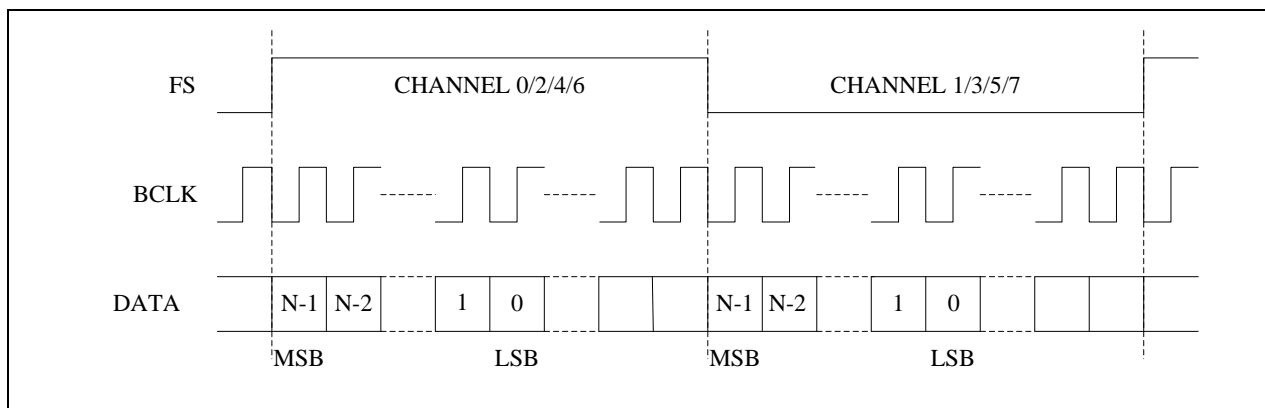 FS CHANNEL 0/2/4/6 CHANNEL 1/3/5/7
BCLK
DATA N-1 N-2 1 0 N-1 N-2 1 0
MSB LSB MSB LSB